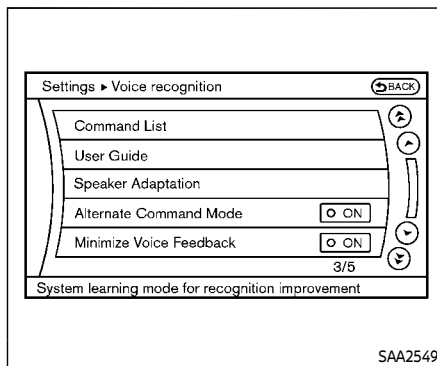 Settings ▸ Voice recognition
BACK
Command List
User Guide
Speaker Adaptation
Alternate Command Mode ON
Minimize Voice Feedback ON
3/5
System learning mode for recognition improvement
SAA2549